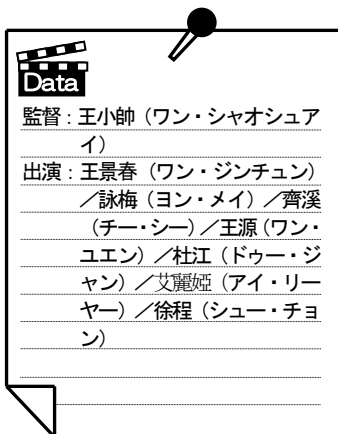 Data
監督:王小帥(ワン・シャオシュア
イ)
出演:王景春(ワン・ジンチュン)
/詠梅(ヨン・メイ)/齊溪
(チー・シー)/王源(ワン・
ユエン)/杜江(ドゥー・ジ
ャン)/艾麗婭(アイ・リー
ヤー)/徐程(シュー・チョ
ン)